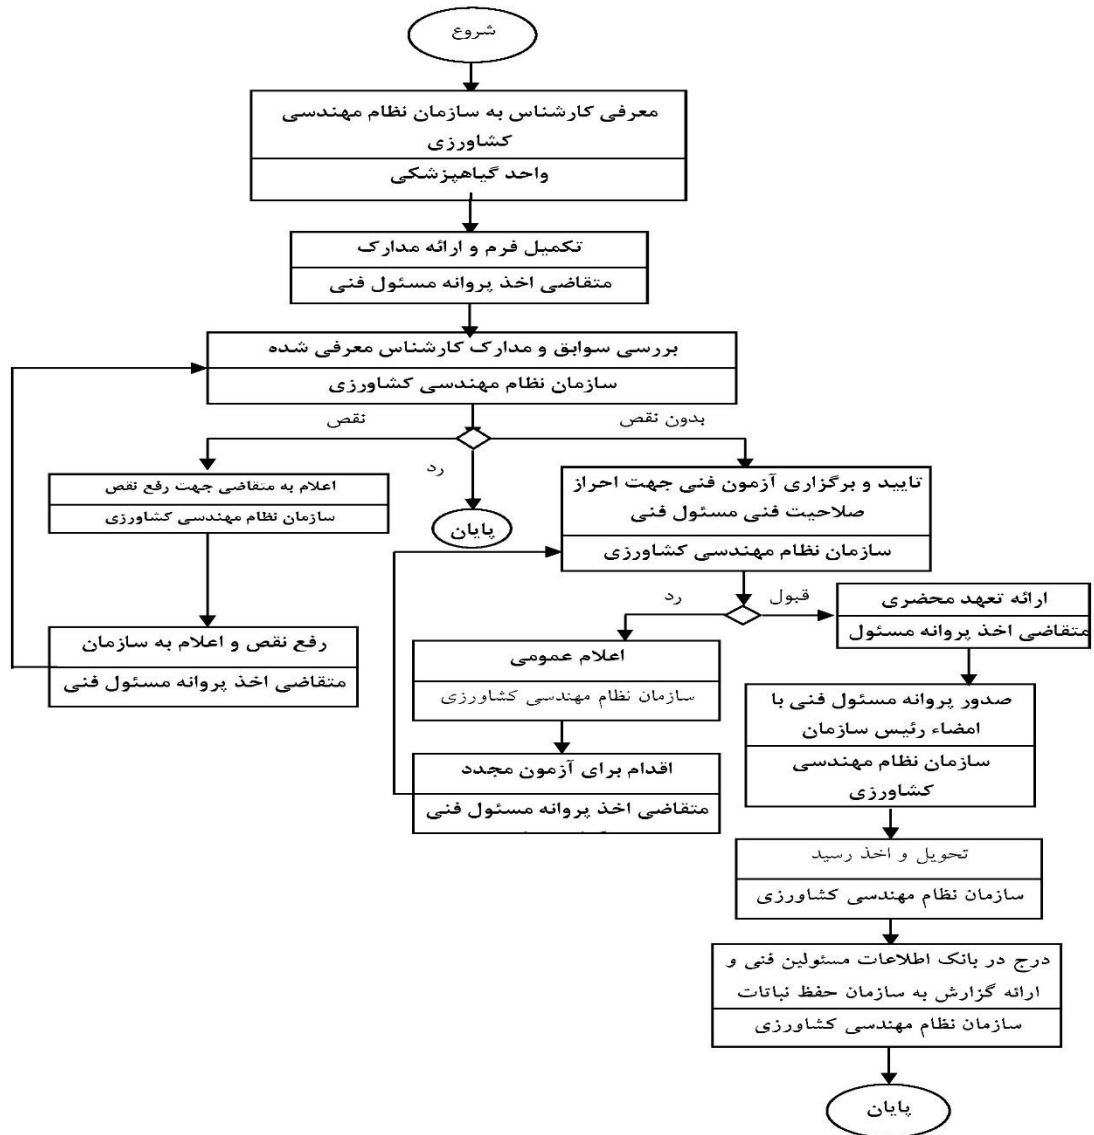 شروع
معرفی کارشناس به سازمان نظام مهندسی
کشاورزی
واحد گیاهپزشکی
تکمیل فرم و ارائه مدارک
متقاضی اخذ پروانه مسئول فنی
بررسی سوابق و مدارک کارشناس معرفی شده
سازمان نظام مهندسی کشاورزی
بدون نقص
نقص
رد
پایان
اعلام به متقاضی جهت رفع نقص
سازمان نظام مهندسی کشاورزی
رفع نقص و اعلام به سازمان
متقاضی اخذ پروانه مسئول فنی
تایید و برگزاری آزمون فنی جهت احراز
صلاحیت فنی مسئول فنی
سازمان نظام مهندسی کشاورزی
قبول
رد
اعلام عمومی
سازمان نظام مهندسی کشاورزی
اقدام برای آزمون مجدد
متقاضی اخذ پروانه مسئول فنی
ارائه تعهد محضری
متقاضی اخذ پروانه مسئول
صدور پروانه مسئول فنی با
امضاء رئیس سازمان
سازمان نظام مهندسی
کشاورزی
تحویل و اخذ رسید
سازمان نظام مهندسی کشاورزی
درج در بانک اطلاعات مسئولین فنی و
ارائه گزارش به سازمان حفظ نباتات
سازمان نظام مهندسی کشاورزی
پایان